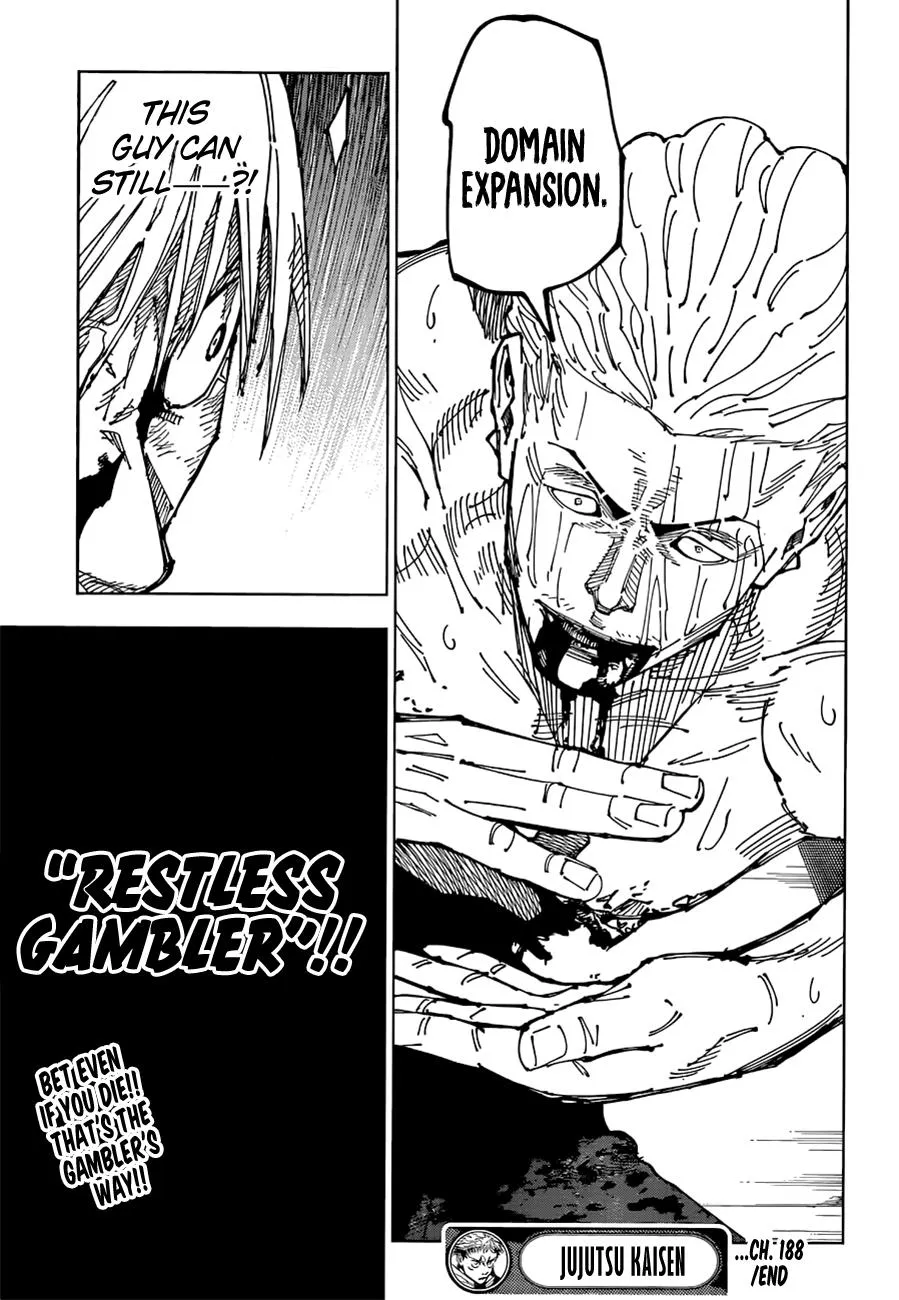 DOMAIN
EXPANSION.
THIS
GUY CAN
STILL——?!
"RESTLESS
GAMBLER"!!
BET EVEN
IF YOU DIE!!
THAT'S THE
GAMBLER'S
WAY!!
JUJUTSU KAISEN
...CH. 188
/END